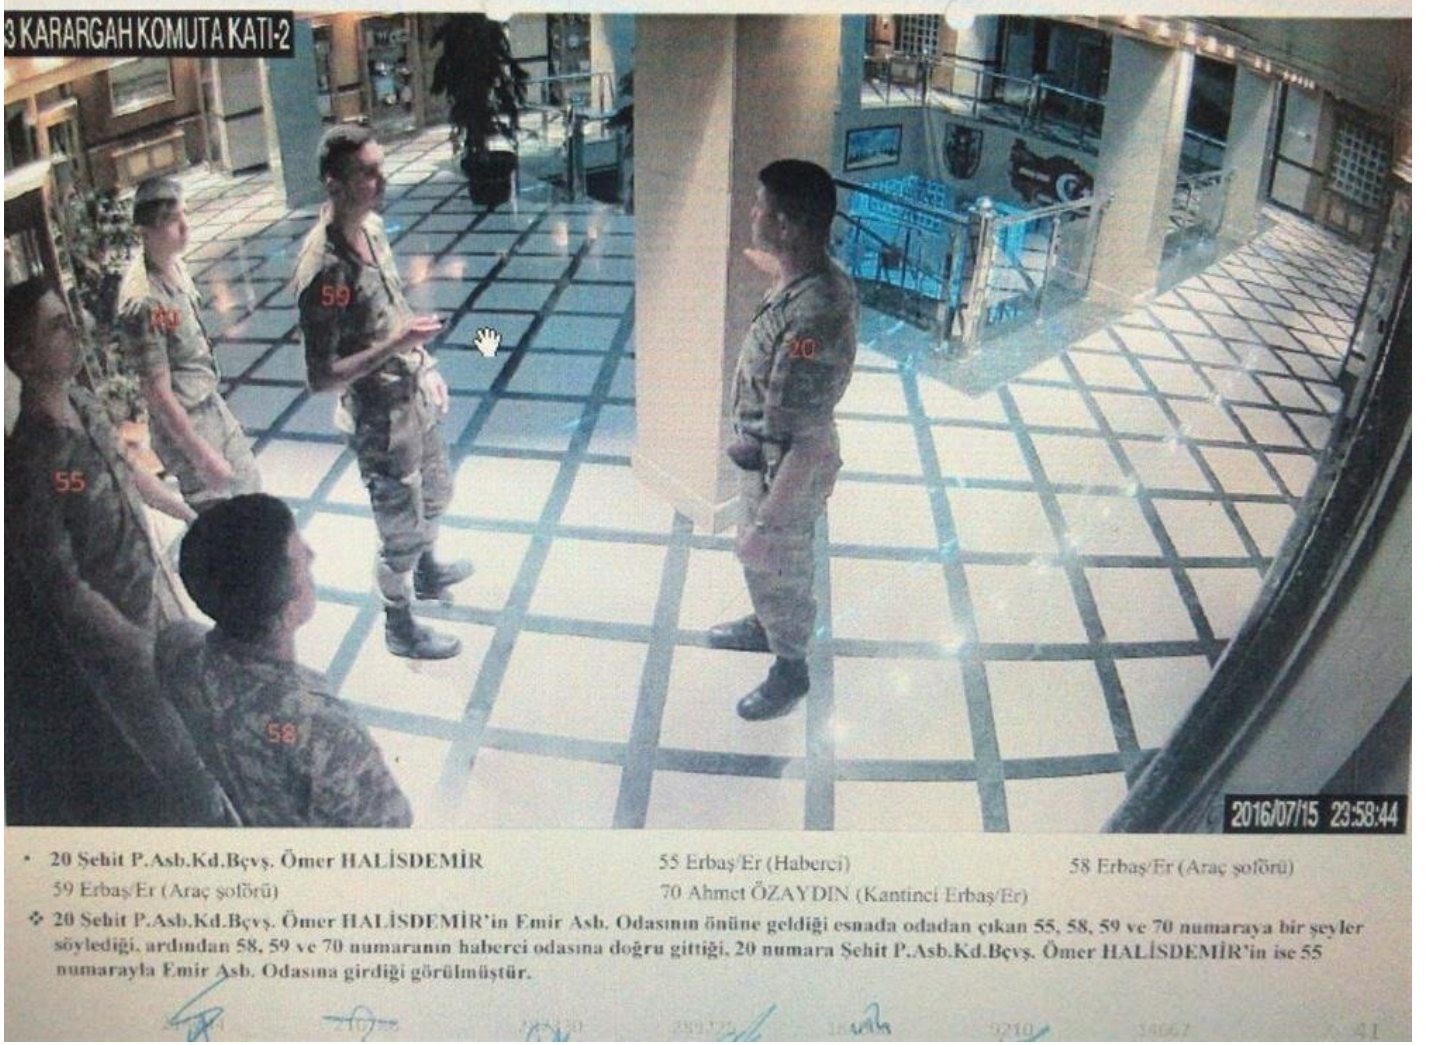 3 KARARGAH KOMUTA KATI-2
59
70
20
55
58
2016/07/15 23:58:44
• 20 Şehit P.Asb.Kd.Bçvş. Ömer HALİSDEMİR 55 Erbaş/Er (Haberci) 58 Erbaş/Er (Araç şoförü)
59 Erbaş/Er (Araç şoförü) 70 Ahmet ÖZAYDIN (Kantinci Erbaş/Er)
❖ 20 Şehit P.Asb.Kd.Bçvş. Ömer HALİSDEMİR'in Emir Asb. Odasının önüne geldiği esnada odadan çıkan 55, 58, 59 ve 70 numaraya bir şeyler
söylediği, ardından 58, 59 ve 70 numaranın haberci odasına doğru gittiği, 20 numara Şehit P.Asb.Kd.Bçvş. Ömer HALİSDEMİR'in ise 55
numarayla Emir Asb. Odasına girdiği görülmüştür.
9210 14667 41